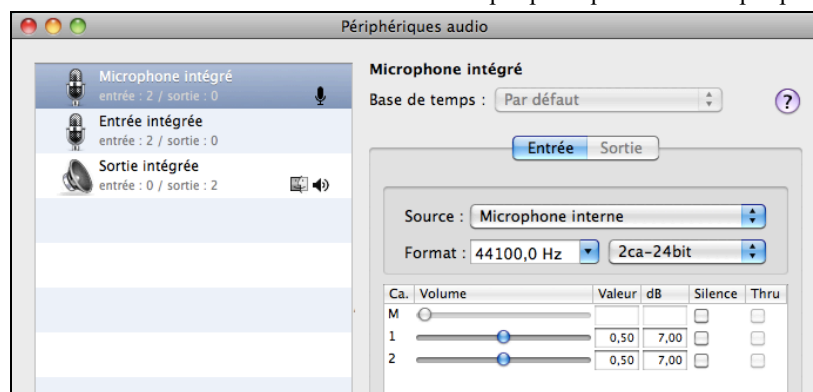 Périphériques audio
Microphone intégré
entrée : 2 / sortie : 0
Entrée intégrée
entrée : 2 / sortie : 0
Sortie intégrée
entrée : 0 / sortie : 2
Microphone intégré
Base de temps : Par défaut ?
Entrée Sortie
Source : Microphone interne
Format : 44100,0 Hz 2ca-24bit
Ca. Volume Valeur dB Silence Thru
M
1 0,50 7,00
2 0,50 7,00